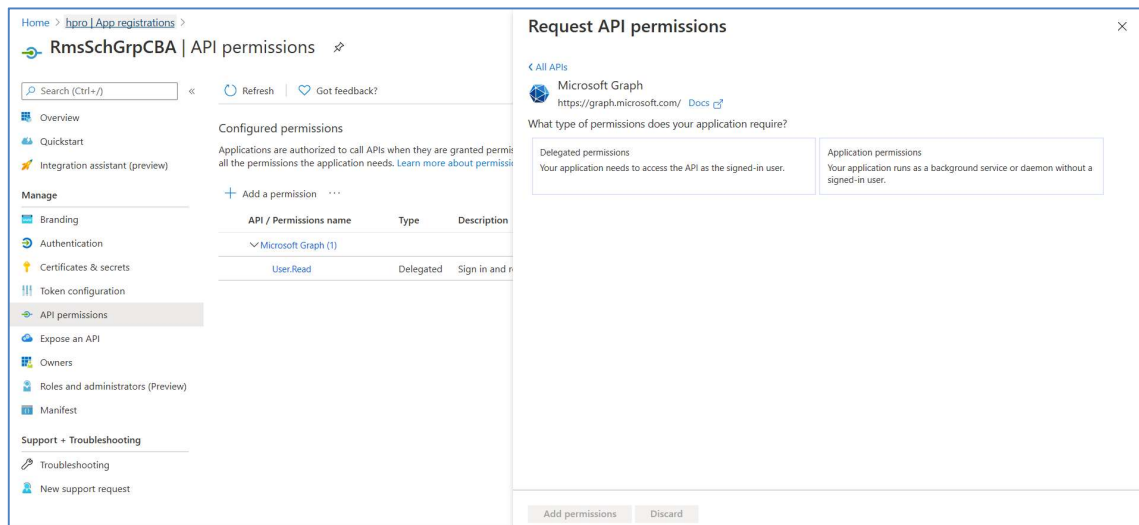 Home > hpro | App registrations >
RmsSchGrpCBA | API permissions
Search (Ctrl+/)
«
Overview
Quickstart
Integration assistant (preview)
Manage
Branding
Authentication
Certificates & secrets
Token configuration
API permissions
Expose an API
Owners
Roles and administrators (Preview)
Manifest
Support + Troubleshooting
Troubleshooting
New support request
Refresh
Got feedback?
Configured permissions
Applications are authorized to call APIs when they are granted permis
all the permissions the application needs. Learn more about permissio
+ Add a permission ...
API / Permissions name Type Description
Microsoft Graph (1)
User.Read Delegated Sign in and r
Request API permissions
All APIs
Microsoft Graph
https://graph.microsoft.com/ Docs
What type of permissions does your application require?
Delegated permissions
Your application needs to access the API as the signed-in user.
Application permissions
Your application runs as a background service or daemon without a
signed-in user.
Add permissions
Discard